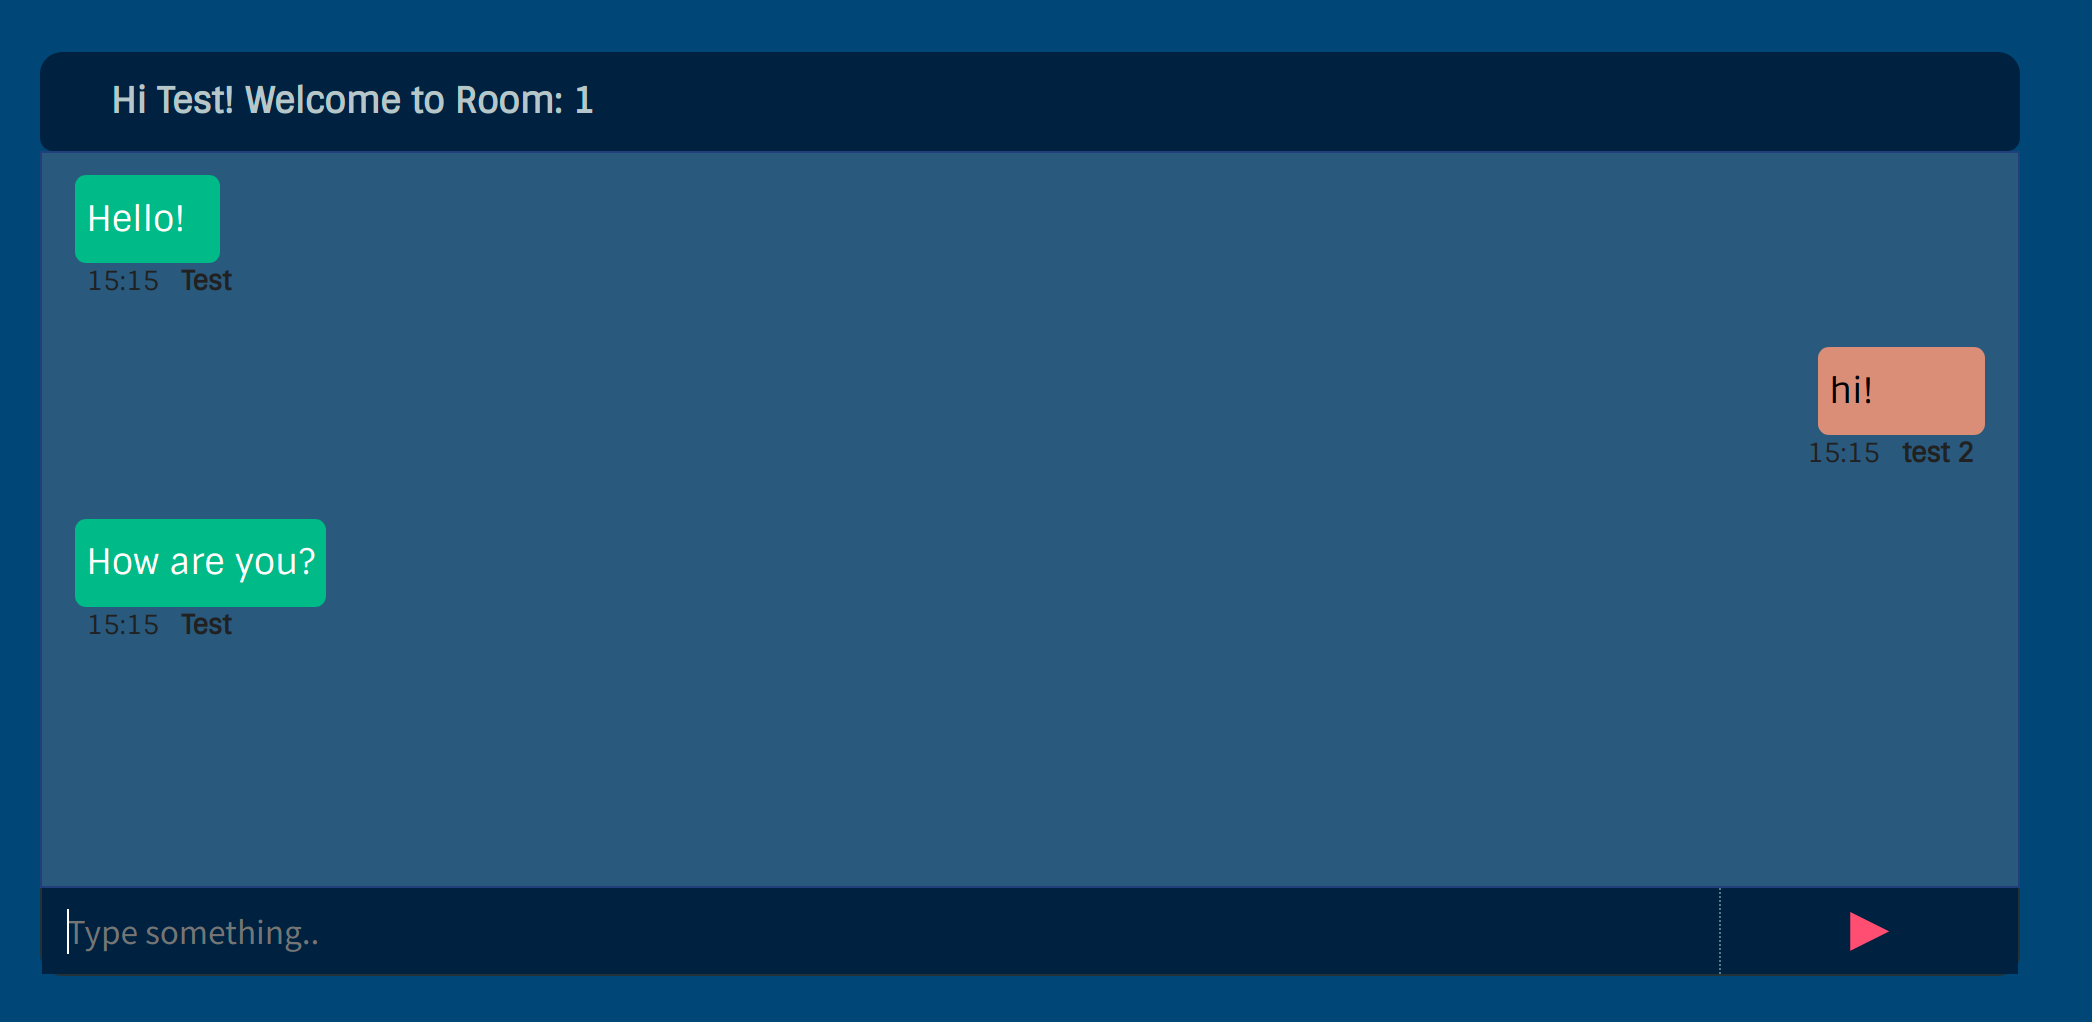 Hi Test! Welcome to Room: 1
Hello!
15:15 Test
hi!
15:15 test 2
How are you?
15:15 Test
Type something..